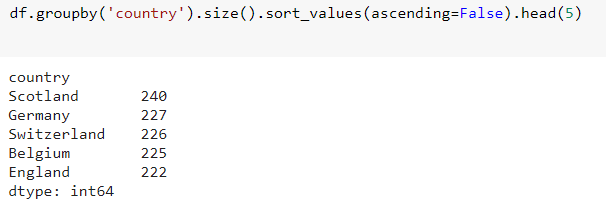 df.groupby('country').size().sort_values(ascending=False).head(5)
country
Scotland 240
Germany 227
Switzerland 226
Belgium 225
England 222
dtype: int64